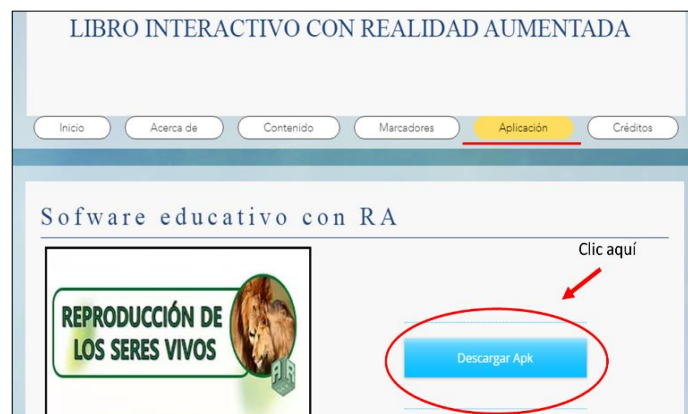 LIBRO INTERACTIVO CON REALIDAD AUMENTADA
Inicio
Acerca de
Contenido
Marcadores
Aplicación
Créditos
Sofware educativo con RA
Clic aquí
REPRODUCCIÓN DE
LOS SERES VIVOS
AR
Descargar Apk